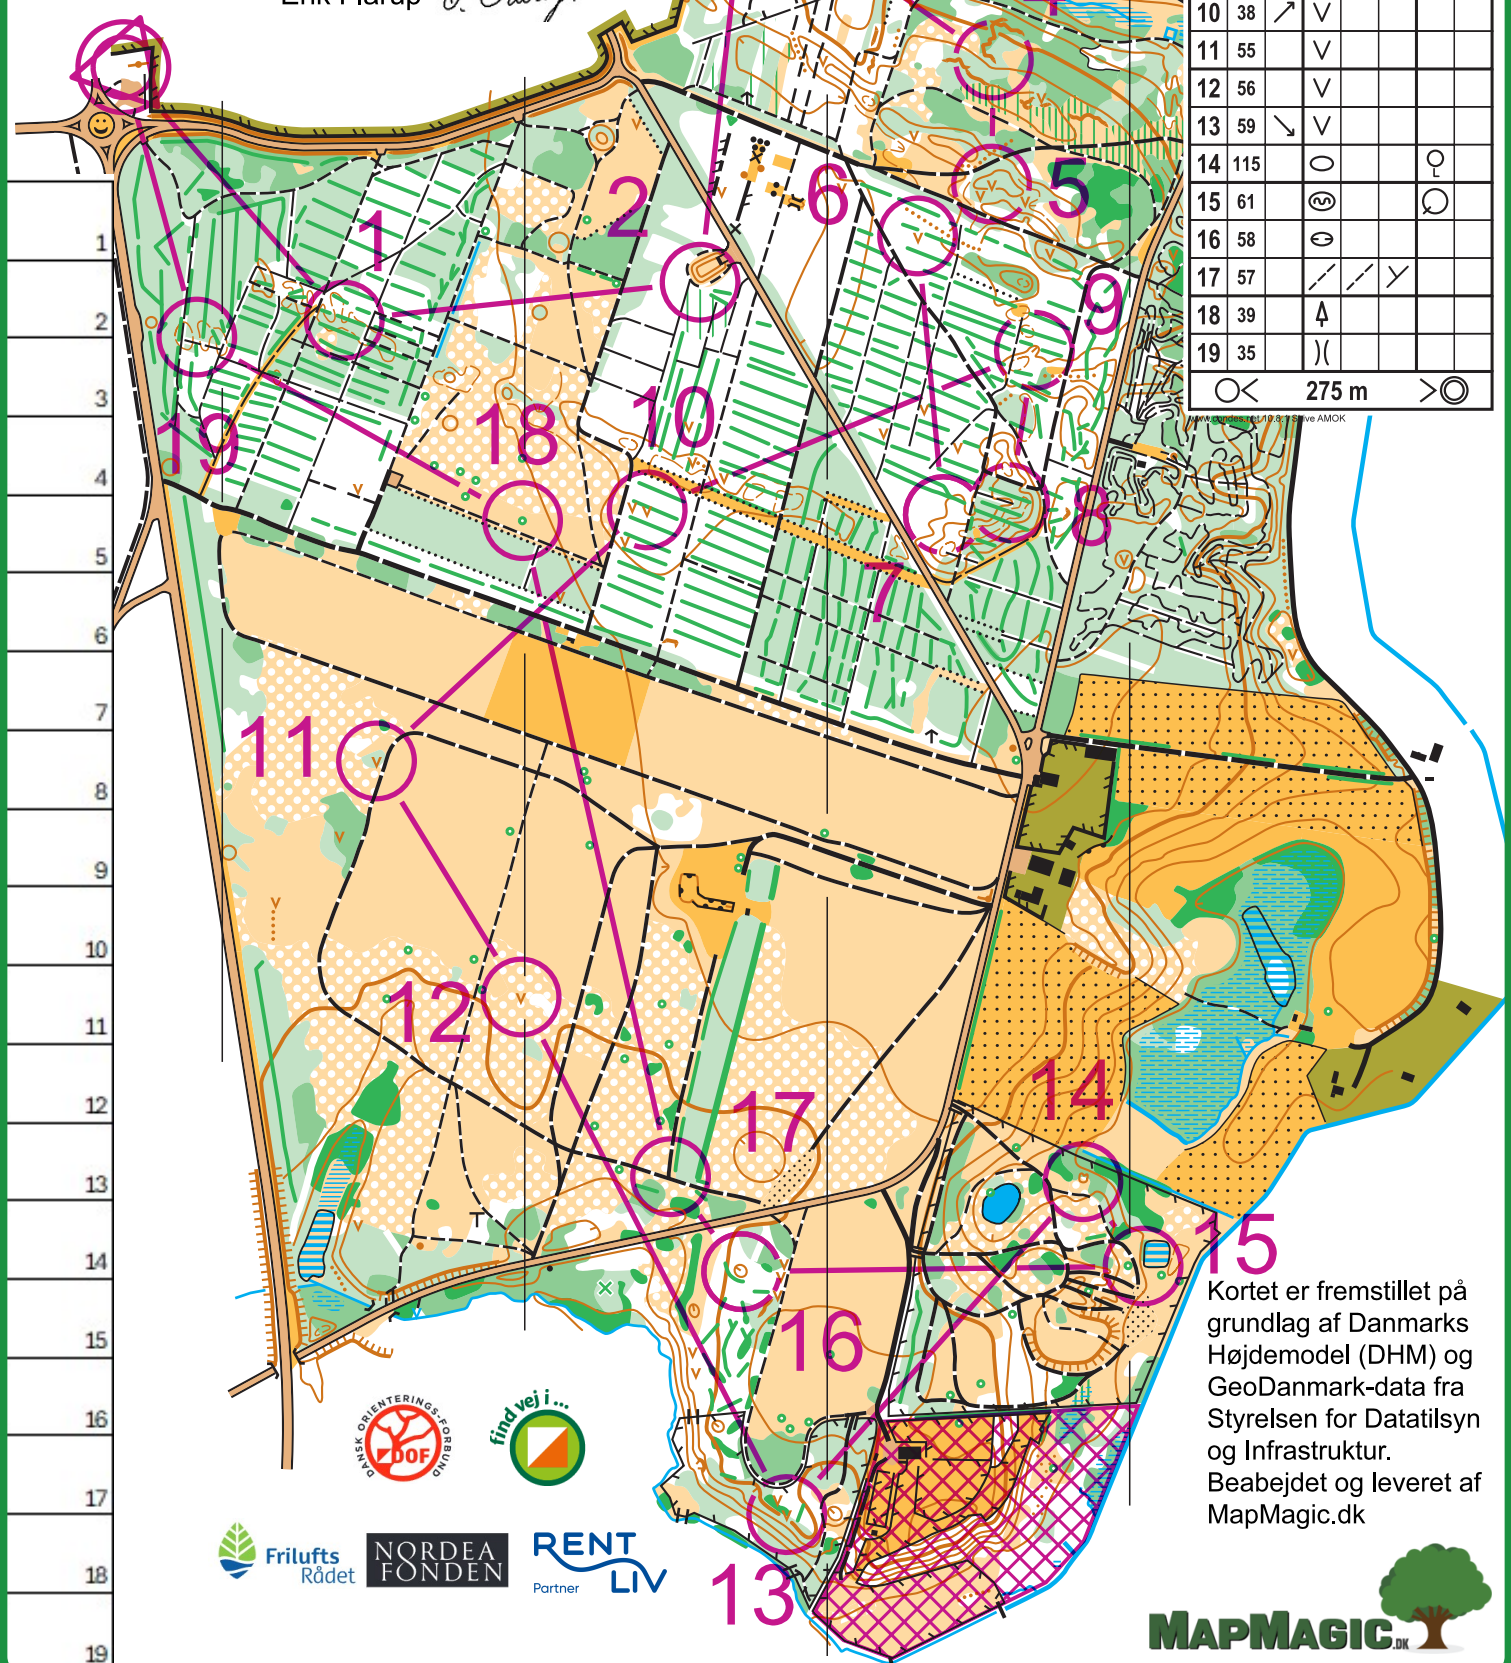 10 38
11 55
12 56
13 59
14 115
15 61
16 58
17 57
18 39
19 35
275 m
1
2
3
4
5
6
7
8
9
10
11
12
13
14
15
16
17
18
19
1
2
5
6
7
8
9
10
11
12
13
14
15
16
17
18
19
DANSK ORIENTERINGS-FORBUND
DOF
find vej i ...
Frilufts
Rådet
NORDEA
FONDEN
RENT
LIV
Partner
Kortet er fremstillet på
grundlag af Danmarks
Højdemodel (DHM) og
GeoDanmark-data fra
Styrelsen for Datatilsyn
og Infrastruktur.
Beabejdet og leveret af
MapMagic.dk
MAPMAGIC.DK